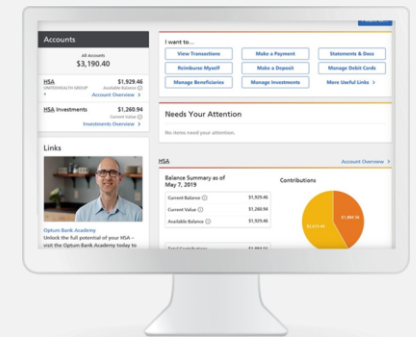 Accounts
All Accounts
$3,190.40
HSA $1,929.46
UNITEDHEALTH GROUP Available Balance
Account Overview >
HSA Investments $1,260.94
Current Value
Investments Overview >
Links
Optum Bank Academy
Unlock the full potential of your HSA –
visit the Optum Bank Academy today to
I want to...
View Transactions Make a Payment Statements & Docs
Reimburse Myself Make a Deposit Manage Debit Cards
Manage Beneficiaries Manage Investments More Useful Links >
Needs Your Attention
No items need your attention.
HSA Account Overview >
Balance Summary as of
May 7, 2019
Contributions
Current Balance $1,929.46
Current Value $1,260.94
Available Balance $1,929.46